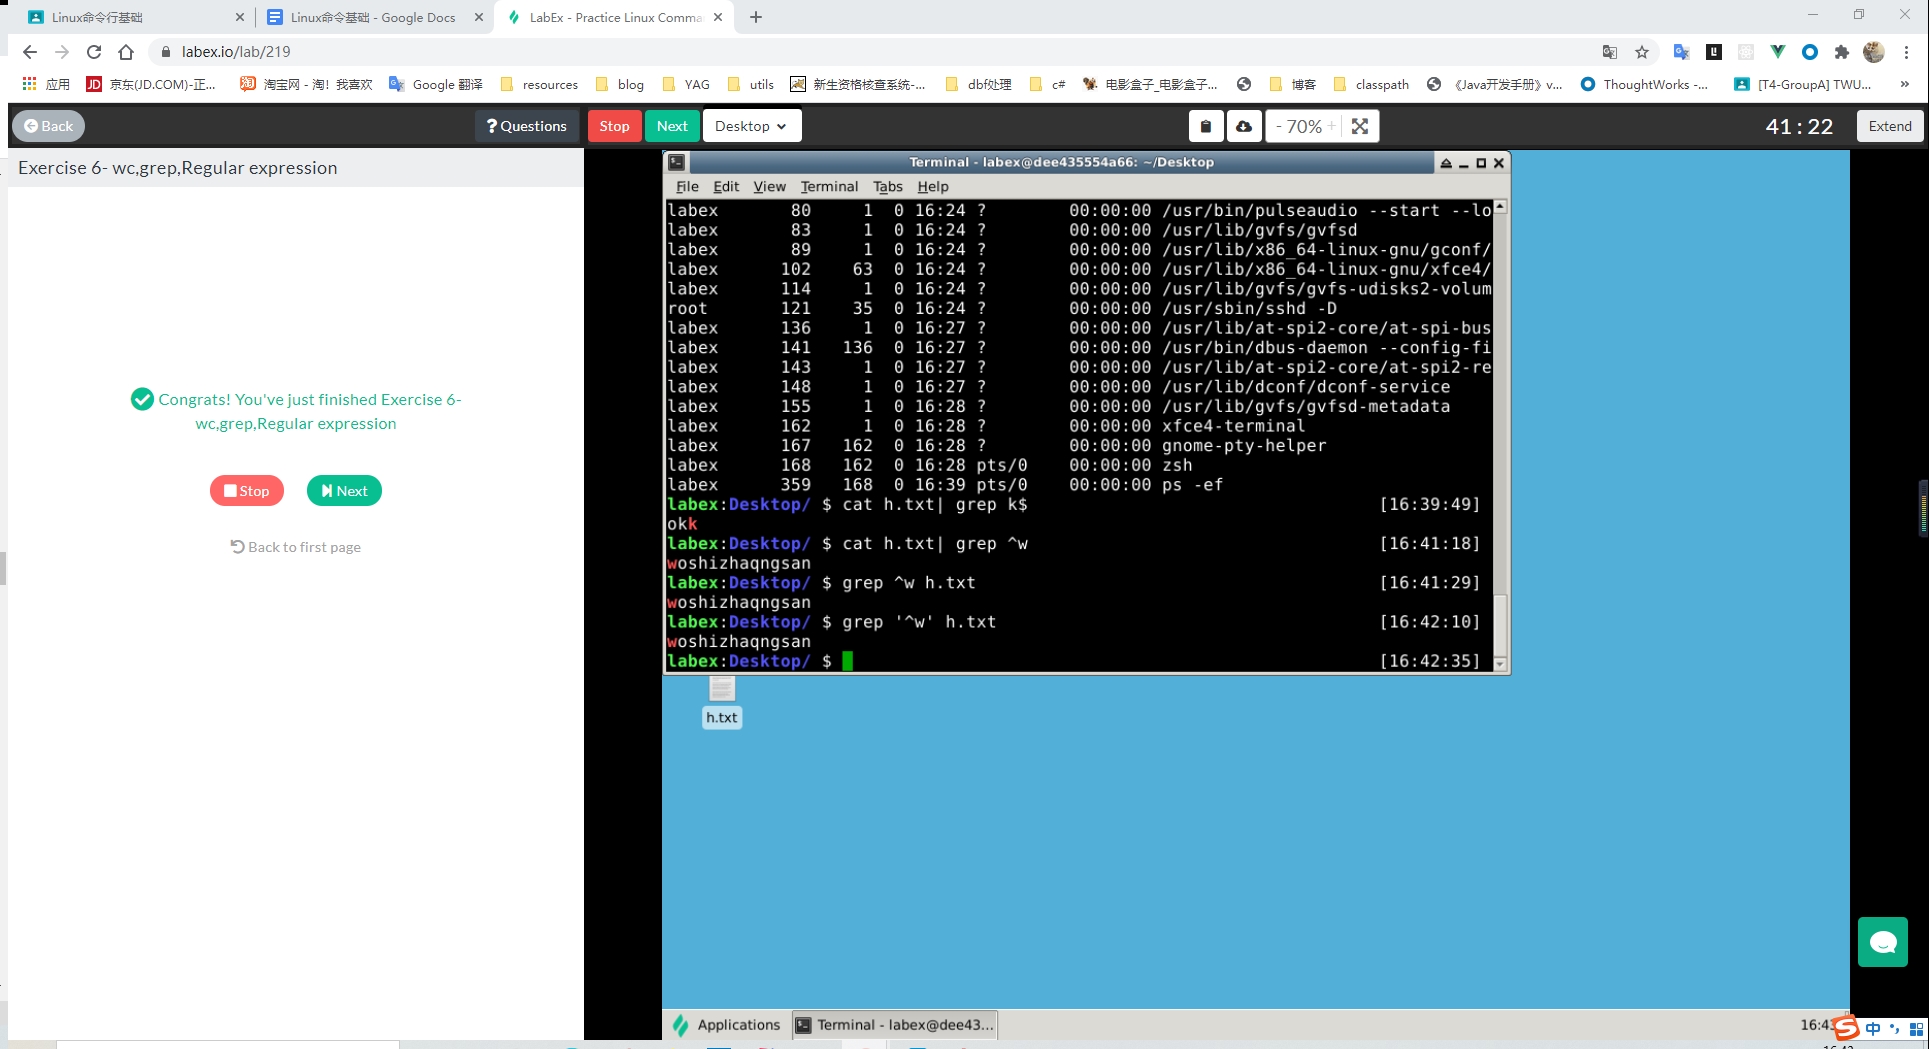 Linux命令行基础
Linux命令基础 - Google Docs
LabEx - Practice Linux Comma
labex.io/lab/219
应用
京东(JD.COM)-正...
淘宝网 - 淘！我喜欢
Google 翻译
resources
blog
YAG
utils
新生资格核查系统-...
dbf处理
c#
电影盒子_电影盒子...
博客
classpath
《Java开发手册》v...
ThoughtWorks -...
[T4-GroupA] TWU...
»
Back
? Questions
Stop
Next
Desktop
- 70% +
41 : 22
Extend
Exercise 6- wc,grep,Regular expression
Congrats! You've just finished Exercise 6-
wc,grep,Regular expression
Stop
Next
Back to first page
Terminal - labex@dee435554a66: ~/Desktop
File Edit View Terminal Tabs Help
labex 80 1 0 16:24 ? 00:00:00 /usr/bin/pulseaudio --start --lo
labex 83 1 0 16:24 ? 00:00:00 /usr/lib/gvfs/gvfsd
labex 89 1 0 16:24 ? 00:00:00 /usr/lib/x86_64-linux-gnu/gconf/
labex 102 63 0 16:24 ? 00:00:00 /usr/lib/x86_64-linux-gnu/xfce4/
labex 114 1 0 16:24 ? 00:00:00 /usr/lib/gvfs/gvfs-udisks2-volum
root 121 35 0 16:24 ? 00:00:00 /usr/sbin/sshd -D
labex 136 1 0 16:27 ? 00:00:00 /usr/lib/at-spi2-core/at-spi-bus
labex 141 136 0 16:27 ? 00:00:00 /usr/bin/dbus-daemon --config-fi
labex 143 1 0 16:27 ? 00:00:00 /usr/lib/at-spi2-core/at-spi2-re
labex 148 1 0 16:27 ? 00:00:00 /usr/lib/dconf/dconf-service
labex 155 1 0 16:28 ? 00:00:00 /usr/lib/gvfs/gvfsd-metadata
labex 162 1 0 16:28 ? 00:00:00 xfce4-terminal
labex 167 162 0 16:28 ? 00:00:00 gnome-pty-helper
labex 168 162 0 16:28 pts/0 00:00:00 zsh
labex 359 168 0 16:39 pts/0 00:00:00 ps -ef
labex:Desktop/ $ cat h.txt| grep k$ [16:39:49]
okk
labex:Desktop/ $ cat h.txt| grep ^w [16:41:18]
woshizhaqngsan
labex:Desktop/ $ grep ^w h.txt [16:41:29]
woshizhaqngsan
labex:Desktop/ $ grep '^w' h.txt [16:42:10]
woshizhaqngsan
labex:Desktop/ $ [16:42:35]
h.txt
Applications
Terminal - labex@dee43...
16:43
中